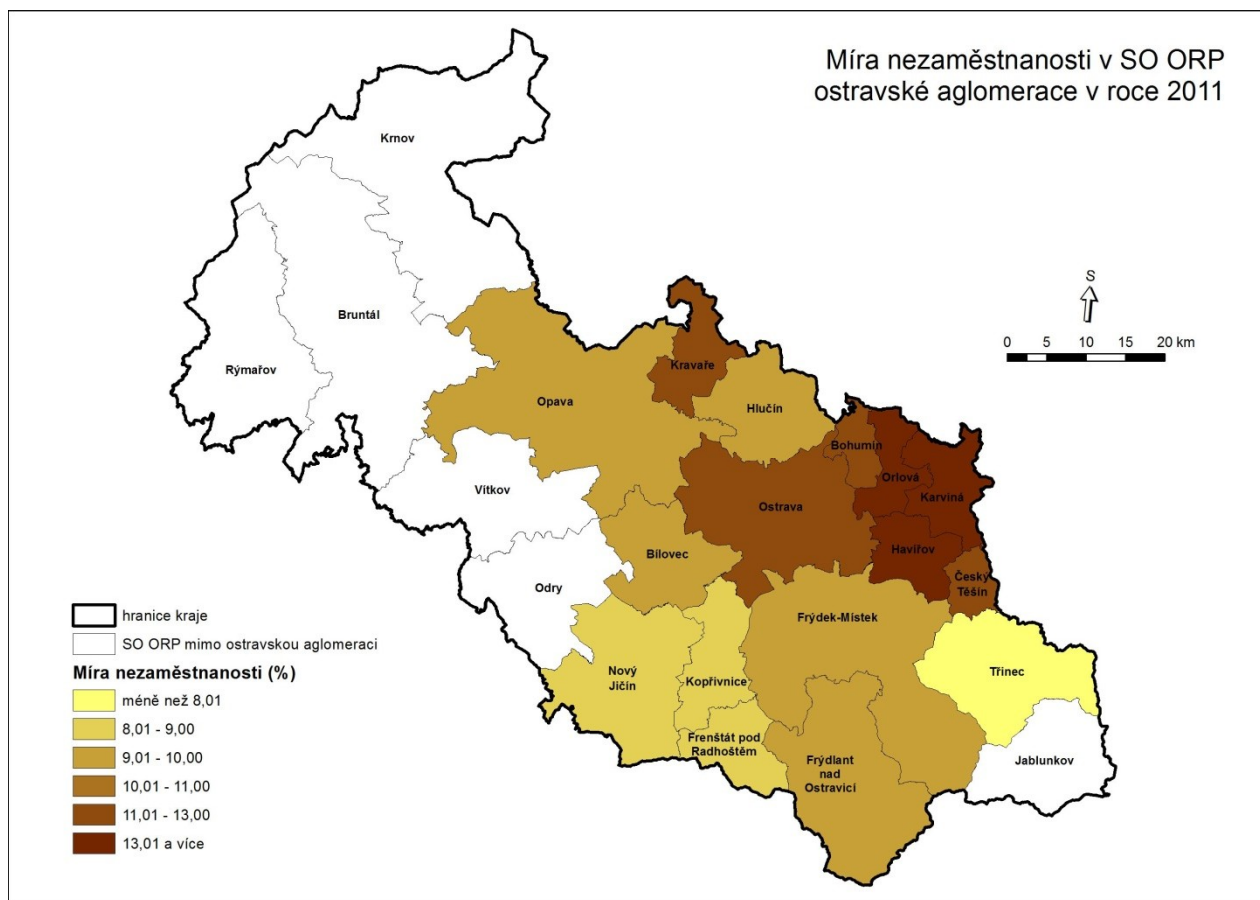 Míra nezaměstnanosti v SO ORP
ostravské aglomerace v roce 2011
Krnov
Bruntál
Rýmařov
S
0 5 10 15 20 km
Kravaře
Opava
Hlučín
Bohumín
Orlová
Karviná
Vítkov
Ostrava
Havířov
Bílovec
Český
Těšín
Odry
Frýdek-Místek
Třinec
Nový
Jičín
Kopřivnice
Frenštát pod
Radhoštěm
Frýdlant
nad
Ostravicí
Jablunkov
hranice kraje
SO ORP mimo ostravskou aglomeraci
Míra nezaměstnanosti (%)
méně než 8,01
8,01 - 9,00
9,01 - 10,00
10,01 - 11,00
11,01 - 13,00
13,01 a více